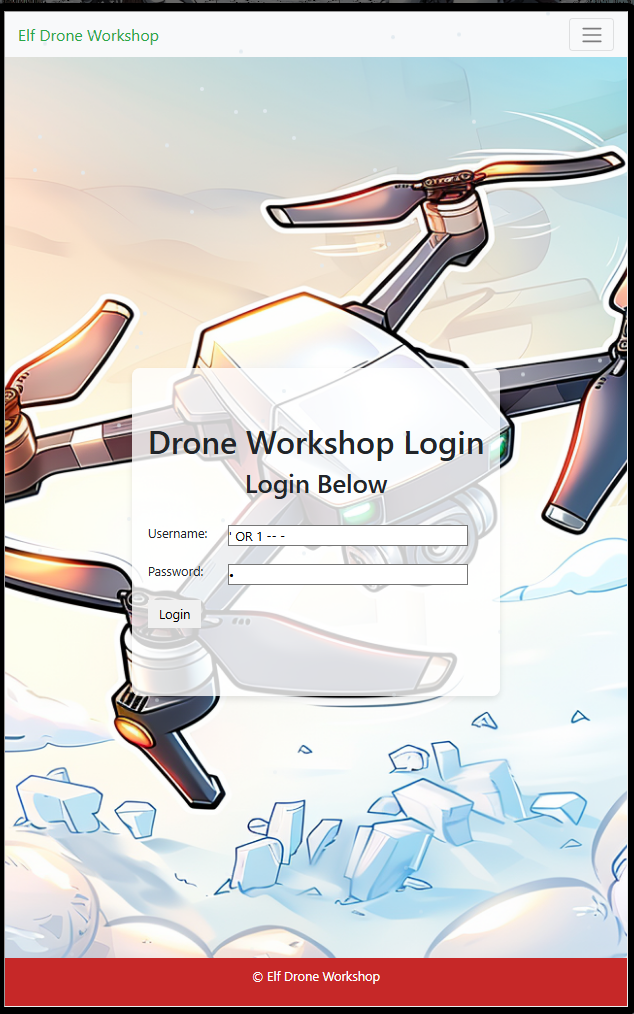 Elf Drone Workshop
Drone Workshop Login
Login Below
Username: ' OR 1 -- -
Password: •
Login
© Elf Drone Workshop